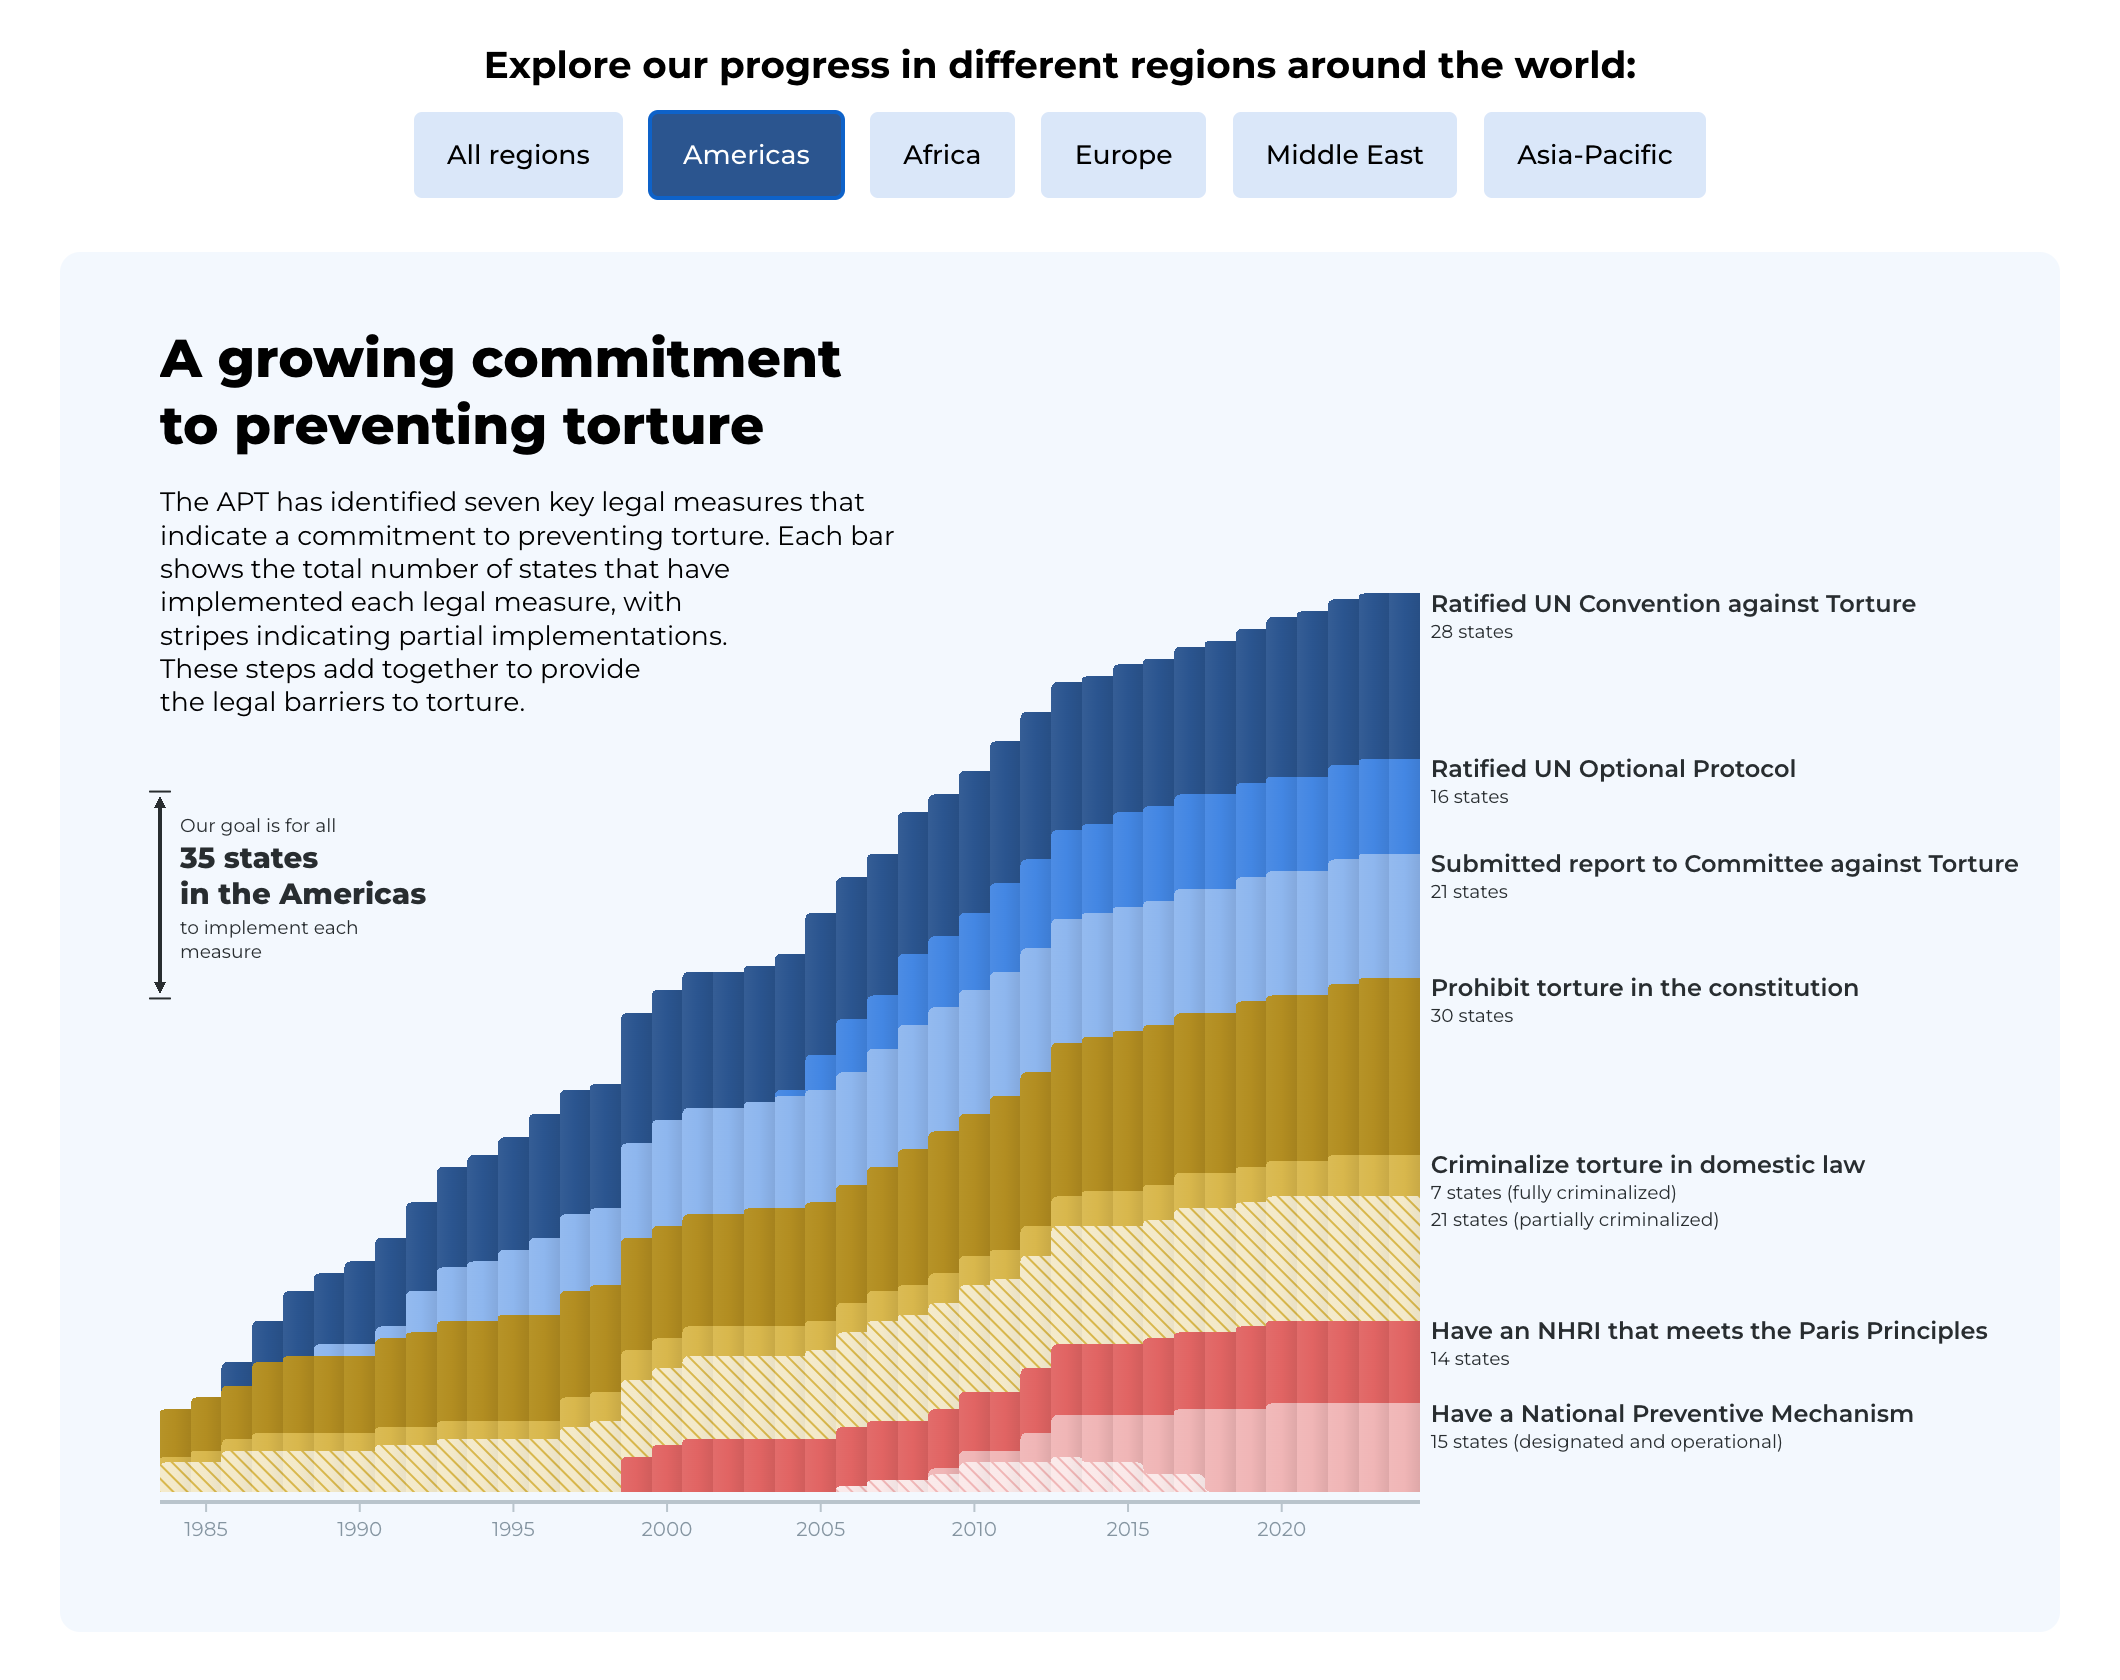 Explore our progress in different regions around the world:
All regions
Americas
Africa
Europe
Middle East
Asia-Pacific
A growing commitment
to preventing torture
The APT has identified seven key legal measures that
indicate a commitment to preventing torture. Each bar
shows the total number of states that have
implemented each legal measure, with
stripes indicating partial implementations.
These steps add together to provide
the legal barriers to torture.
Our goal is for all
35 states
in the Americas
to implement each
measure
Ratified UN Convention against Torture
28 states
Ratified UN Optional Protocol
16 states
Submitted report to Committee against Torture
21 states
Prohibit torture in the constitution
30 states
Criminalize torture in domestic law
7 states (fully criminalized)
21 states (partially criminalized)
Have an NHRI that meets the Paris Principles
14 states
Have a National Preventive Mechanism
15 states (designated and operational)
1985
1990
1995
2000
2005
2010
2015
2020